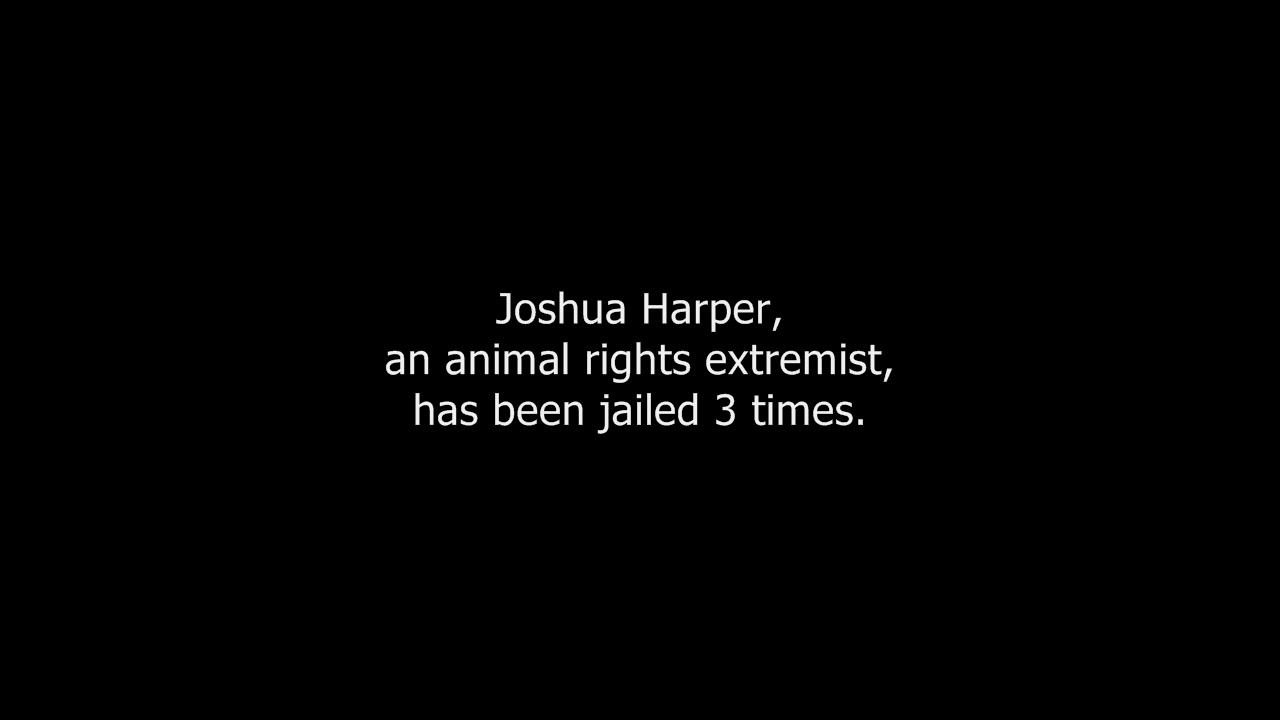 Joshua Harper,
an animal rights extremist,
has been jailed 3 times.